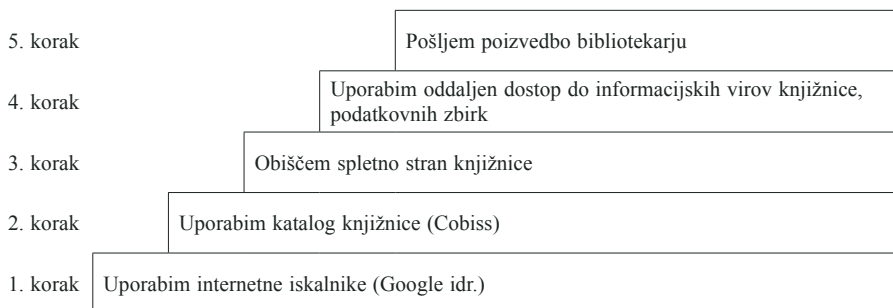 5. korak Pošljem poizvedbo bibliotekarju
4. korak Uporabim oddaljen dostop do informacijskih virov knjižnice,
podatkovnih zbirk
3. korak Obiščem spletno stran knjižnice
2. korak Uporabim katalog knjižnice (Cobiss)
1. korak Uporabim internetne iskalnike (Google idr.)